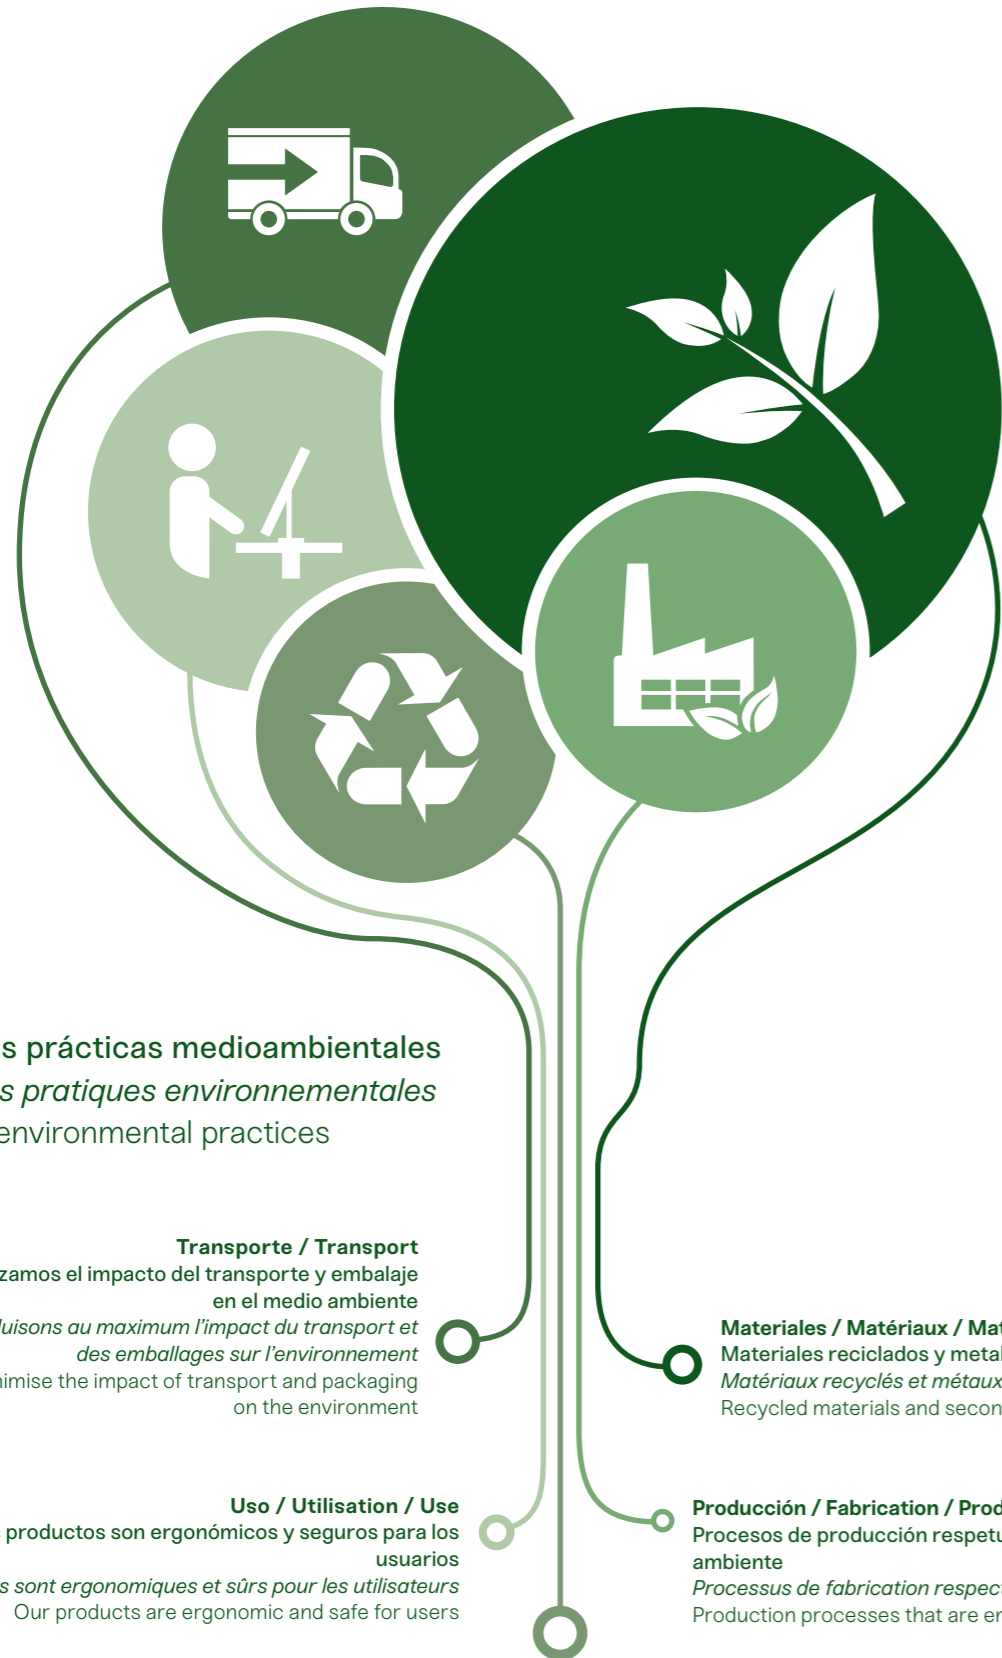 s prácticas medioambientales
s pratiques environnementales
environmental practices
Transporte / Transport
zamos el impacto del transporte y embalaje
en el medio ambiente
luisons au maximum l'impact du transport et
des emballages sur l'environnement
nimise the impact of transport and packaging
on the environment
Uso / Utilisation / Use
productos son ergonómicos y seguros para los
usuarios
s sont ergonomiques et sûrs pour les utilisateurs
Our products are ergonomic and safe for users
Materiales / Matériaux / Mat
Materiales reciclados y metal
Matériaux recyclés et métaux
Recycled materials and secon
Producción / Fabrication / Prod
Procesos de producción respetu
ambiente
Processus de fabrication respect
Production processes that are en